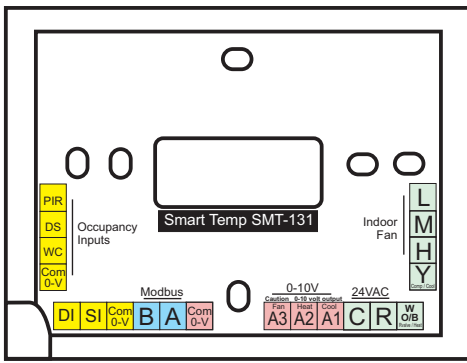 Smart Temp SMT-131
PIR
DS
WC
Com
0-V
Occupancy
Inputs
Indoor
Fan
L
M
H
Y
Comp / Cool
Modbus
0-10V
Caution 0-10 volt output
24VAC
DI
SI
Com
0-V
B
A
Com
0-V
Fan
A3
Heat
A2
Cool
A1
C
R
W
O/B